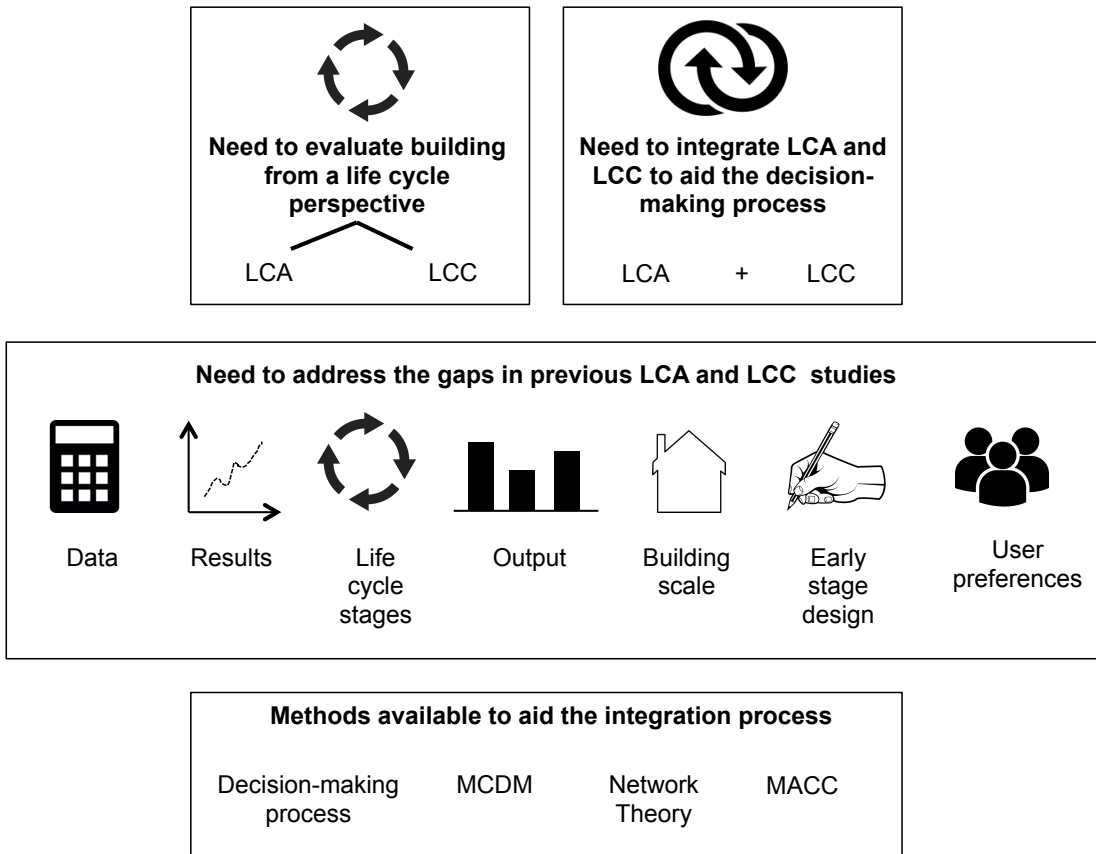 Need to evaluate building
from a life cycle
perspective
LCA
LCC
Need to integrate LCA and
LCC to aid the decision-
making process
LCA + LCC
Need to address the gaps in previous LCA and LCC studies
Data
Results
Life
cycle
stages
Output
Building
scale
Early
stage
design
User
preferences
Methods available to aid the integration process
Decision-making
process
MCDM
Network
Theory
MACC